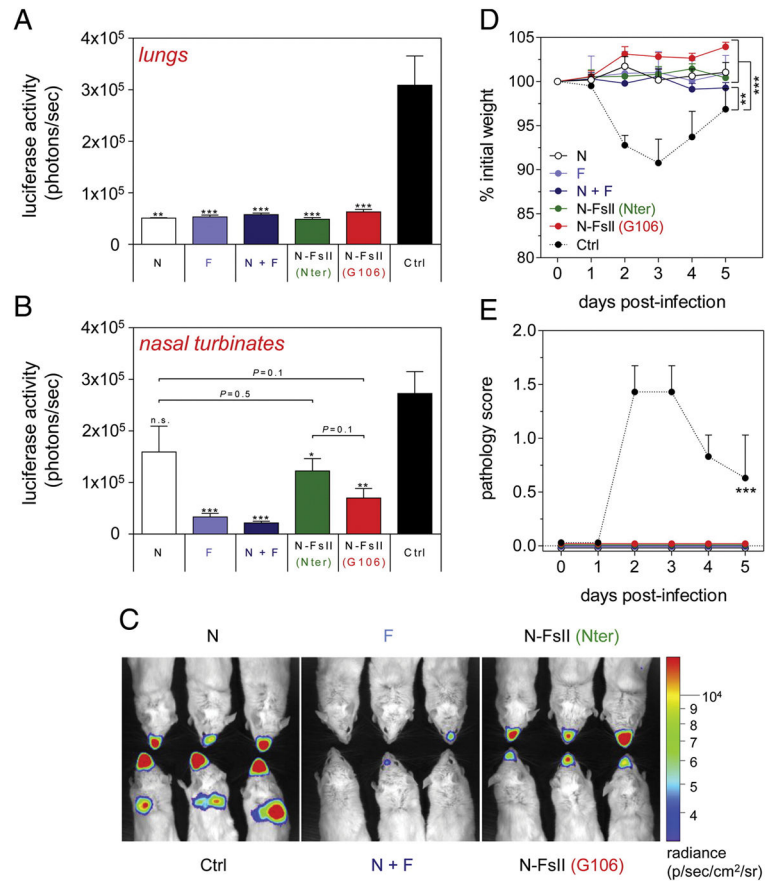 A
lungs
luciferase activity
(photons/sec)
4x10⁵
3x10⁵
2x10⁵
1x10⁵
0
** *** *** *** ***
N F N + F N-FsII (Nter) N-FsII (G106) Ctrl
B
nasal turbinates
luciferase activity
(photons/sec)
4x10⁵
3x10⁵
2x10⁵
1x10⁵
0
P=0.1
P=0.5
P=0.1
n.s. *** *** * **
N F N + F N-FsII (Nter) N-FsII (G106) Ctrl
C
N F N-FsII (Nter)
Ctrl N + F N-FsII (G106)
10⁴
9
8
7
6
5
4
radiance
(p/sec/cm²/sr)
D
% initial weight
105
100
95
90
85
80
N
F
N + F
N-FsII (Nter)
N-FsII (G106)
Ctrl
**
***
0 1 2 3 4 5
days post-infection
E
pathology score
2.0
1.5
1.0
0.5
0.0
***
0 1 2 3 4 5
days post-infection